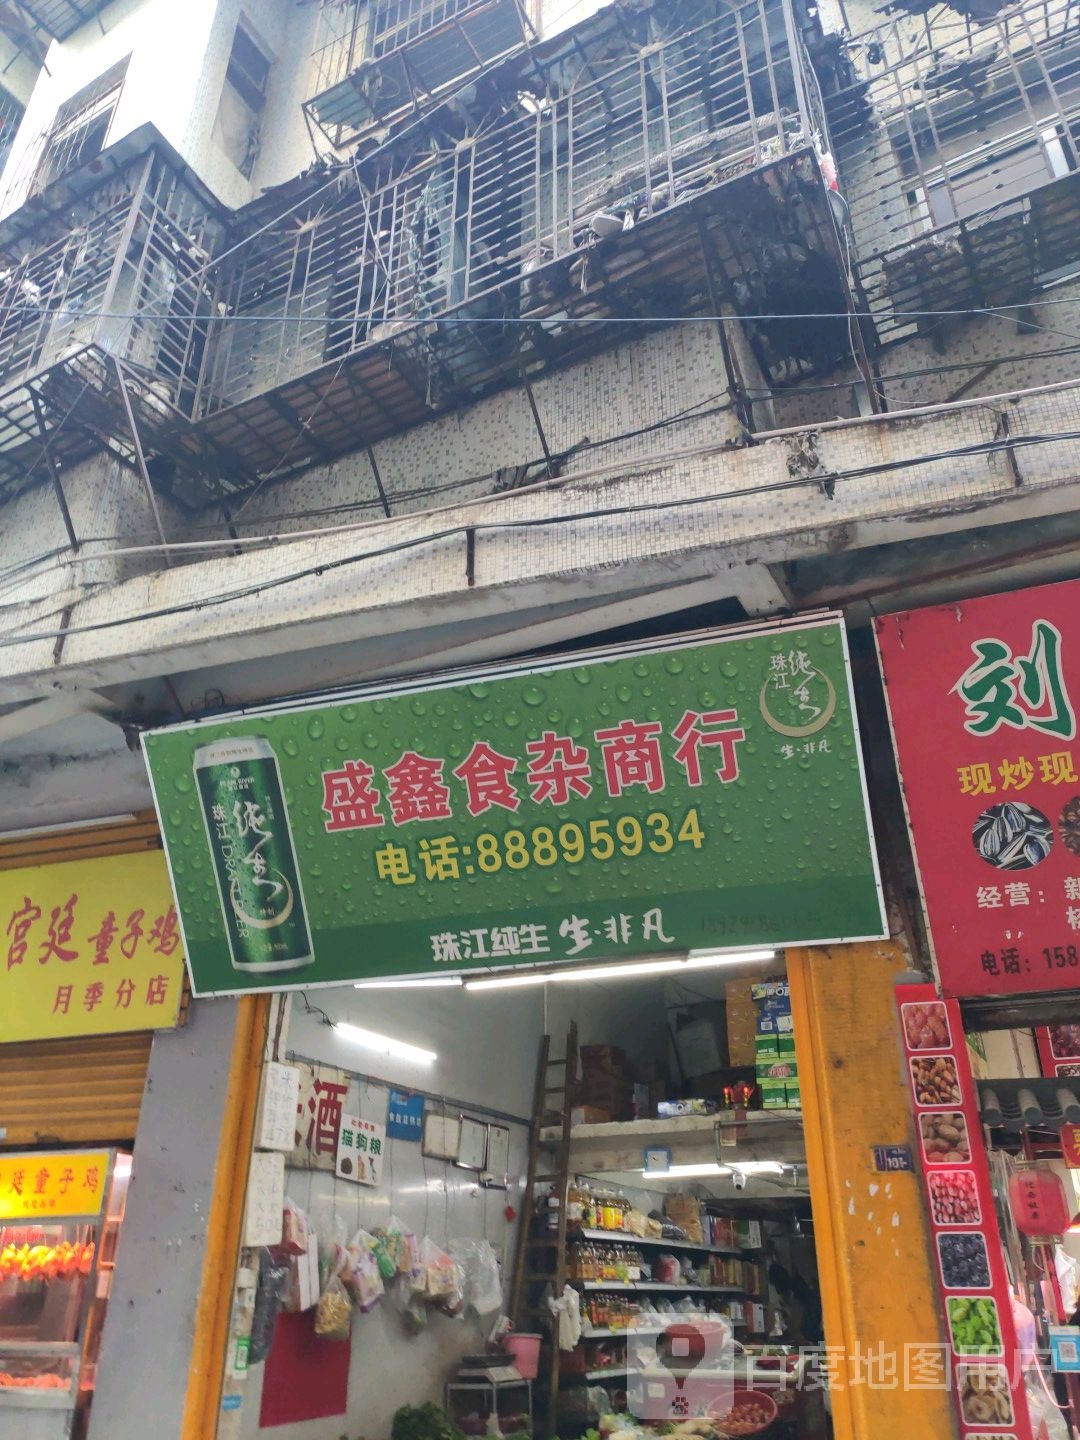 珠江
纯生
生·非凡
盛鑫食杂商行
电话:88895934
珠江纯生 生·非凡
珠江 纯生
特制
宫廷童子鸡
月季分店
廷童子鸡
刘
现炒现
经营：新
电话：158
酒
猫狗粮
百度地图用户